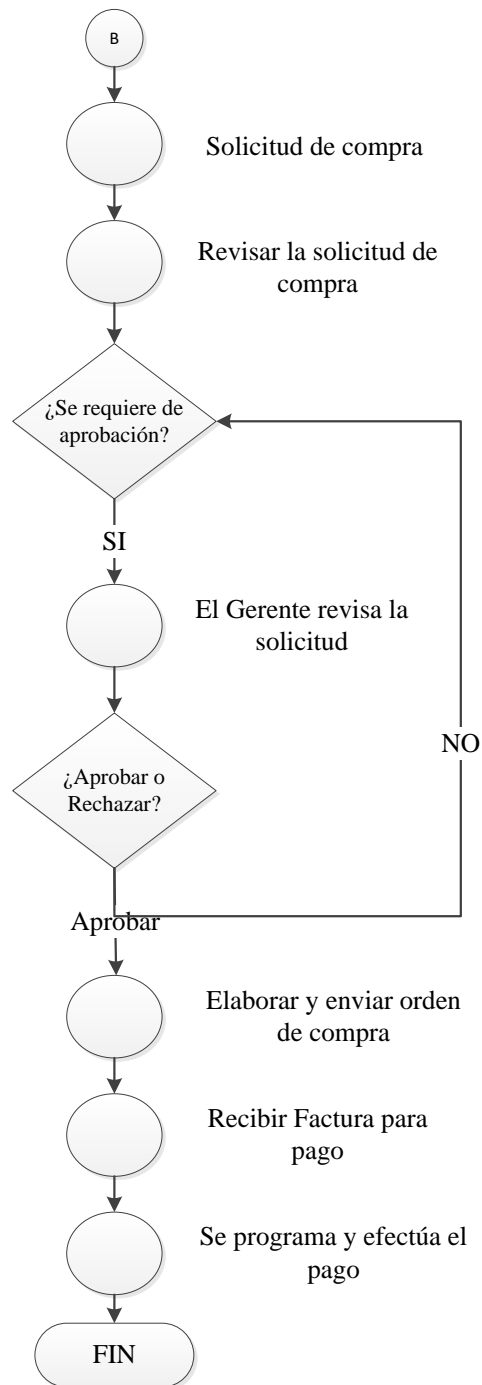 B
Solicitud de compra
Revisar la solicitud de
compra
¿Se requiere de
aprobación?
SI
El Gerente revisa la
solicitud
NO
¿Aprobar o
Rechazar?
Aprobar
Elaborar y enviar orden
de compra
Recibir Factura para
pago
Se programa y efectúa el
pago
FIN